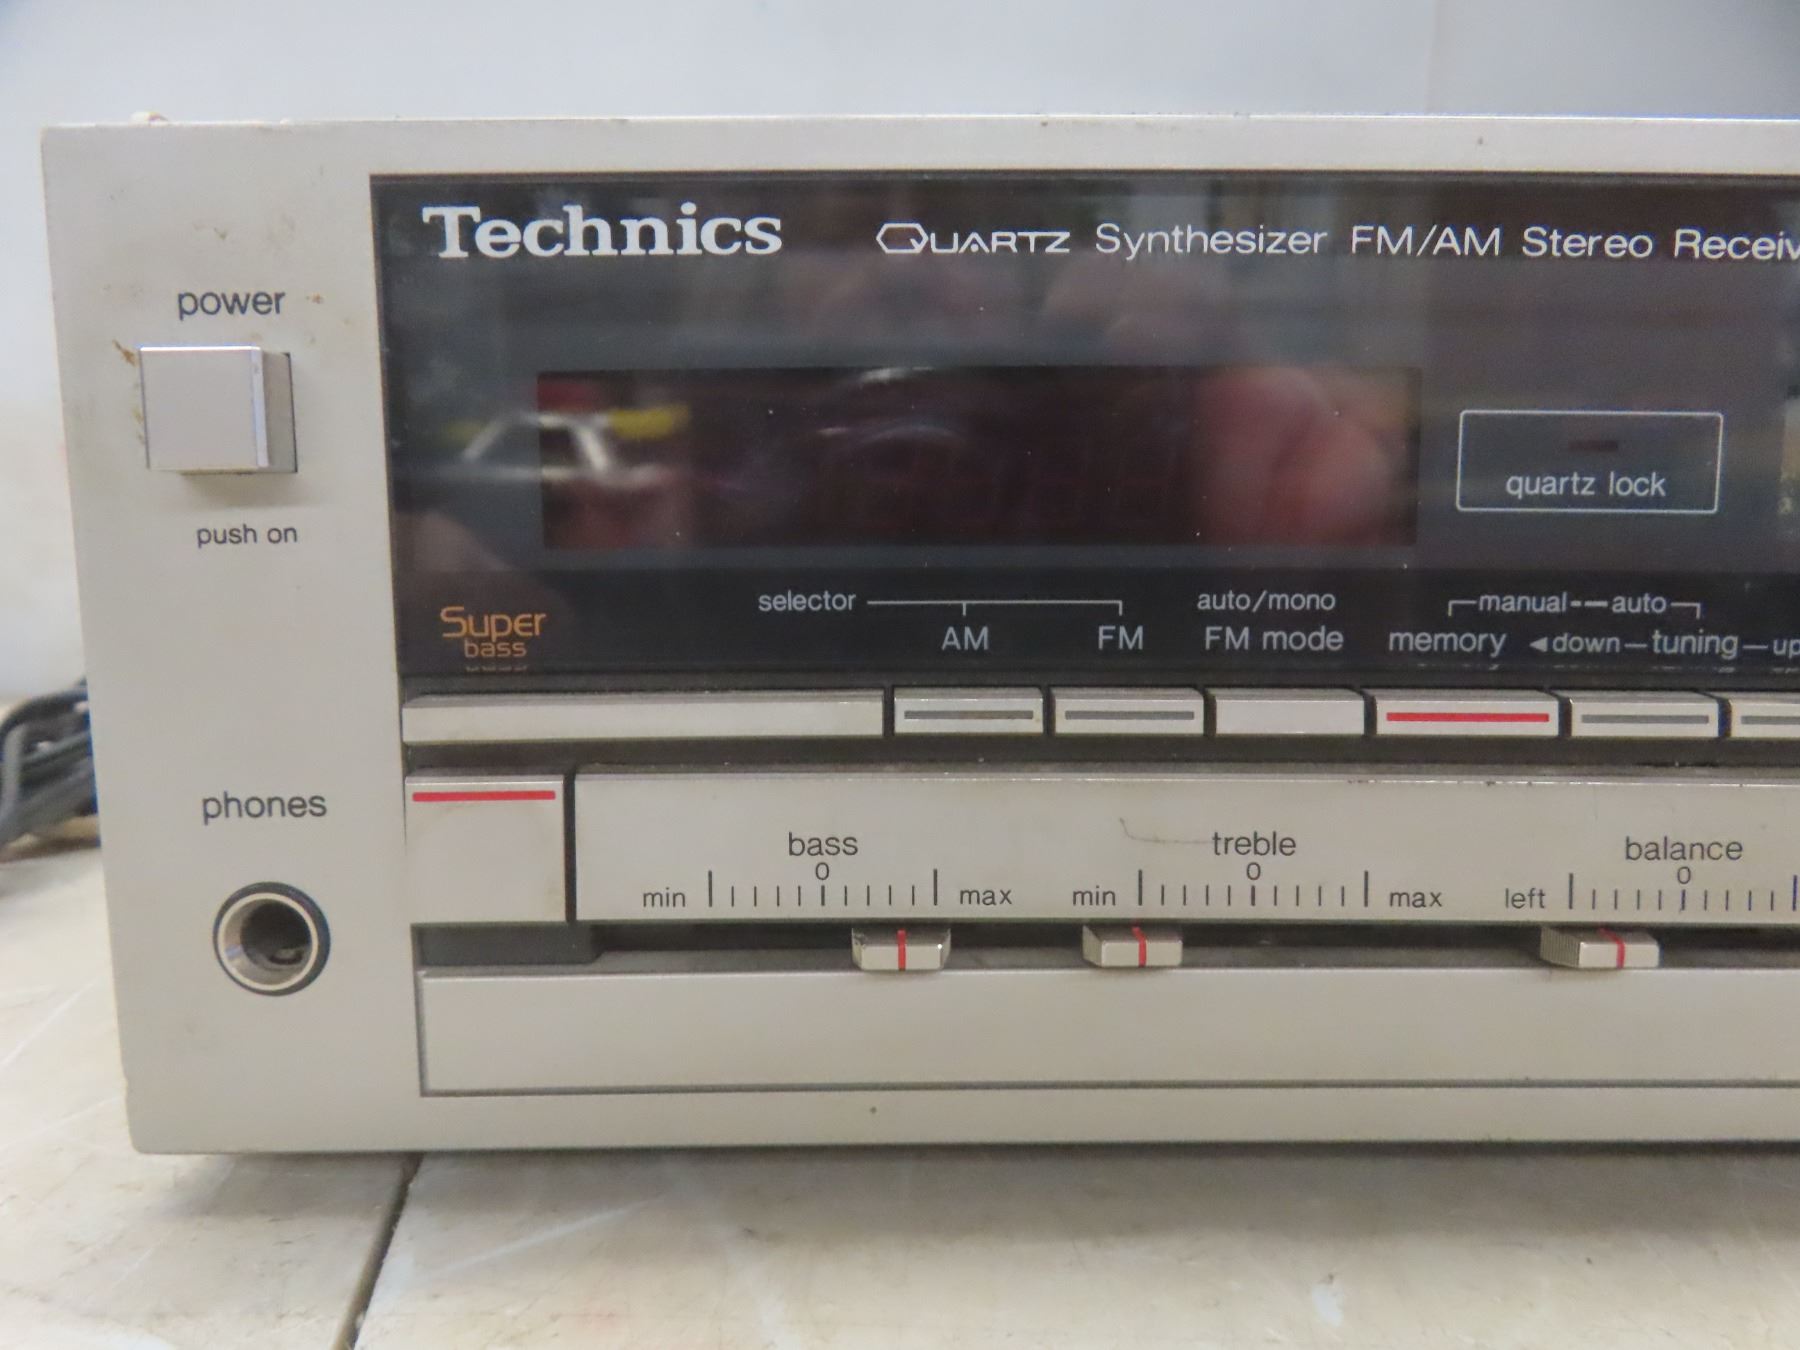 Technics QUARTZ Synthesizer FM/AM Stereo Receiv
power
push on
quartz lock
selector auto/mono manual auto
AM FM FM mode memory ◄down tuning up
Super
bass
phones
bass treble balance
0 0 0
min max min max left